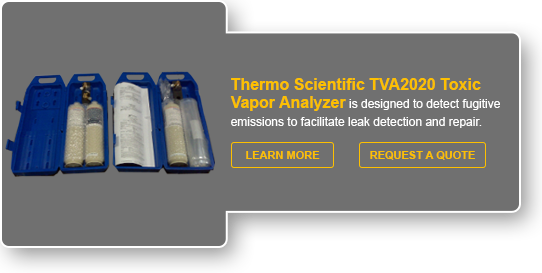 Thermo Scientific TVA2020 Toxic
Vapor Analyzer is designed to detect fugitive
emissions to facilitate leak detection and repair.
LEARN MORE
REQUEST A QUOTE